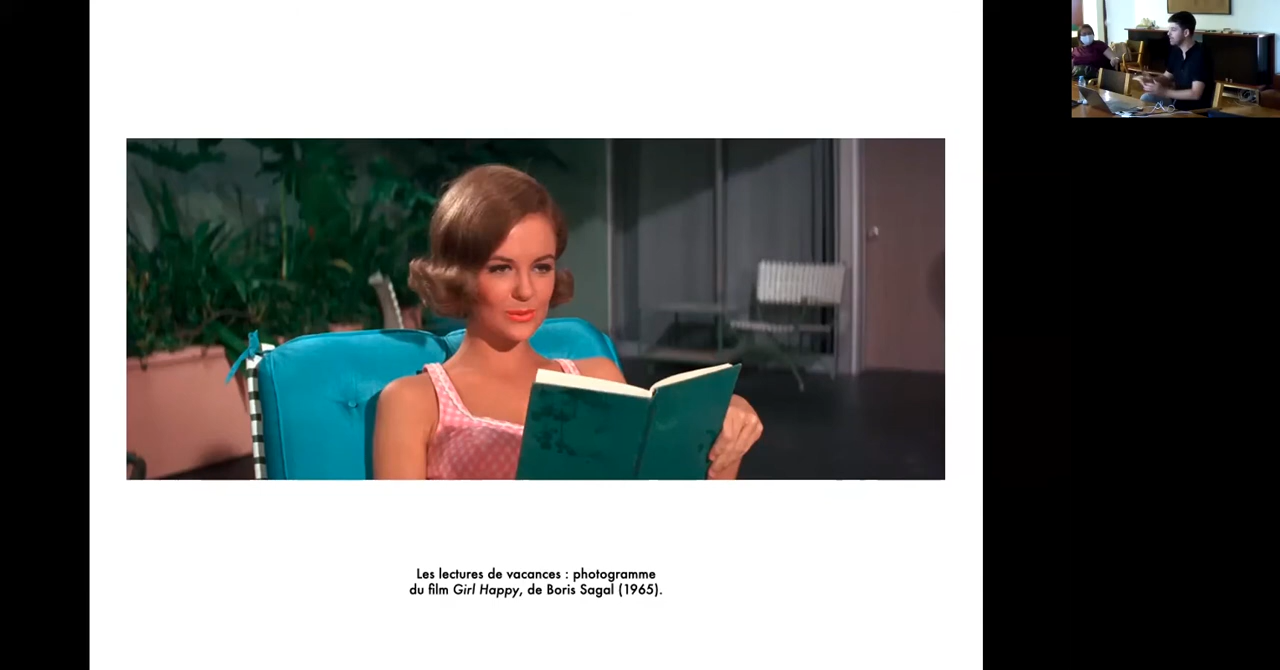 Les lectures de vacances : photogramme
du film Girl Happy, de Boris Sagal (1965).